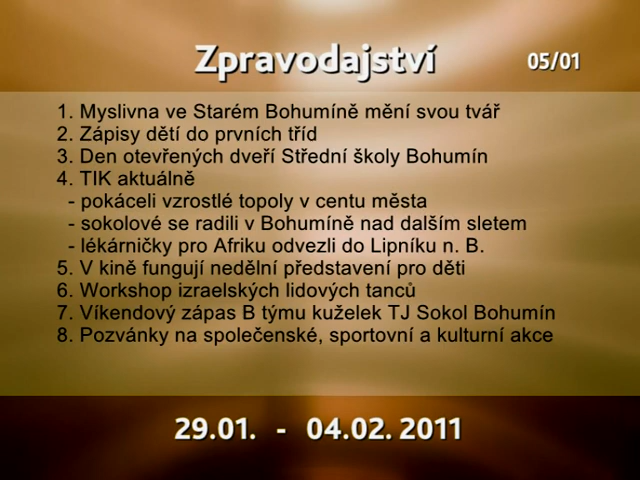 Zpravodajství
05/01
1. Myslivna ve Starém Bohumíně mění svou tvář
2. Zápisy dětí do prvních tříd
3. Den otevřených dveří Střední školy Bohumín
4. TIK aktuálně
- pokáceli vzrostlé topoly v centu města
- sokolové se radili v Bohumíně nad dalším sletem
- lékárničky pro Afriku odvezli do Lipníku n. B.
5. V kině fungují nedělní představení pro děti
6. Workshop izraelských lidových tanců
7. Víkendový zápas B týmu kuželek TJ Sokol Bohumín
8. Pozvánky na společenské, sportovní a kulturní akce
29.01. - 04.02. 2011